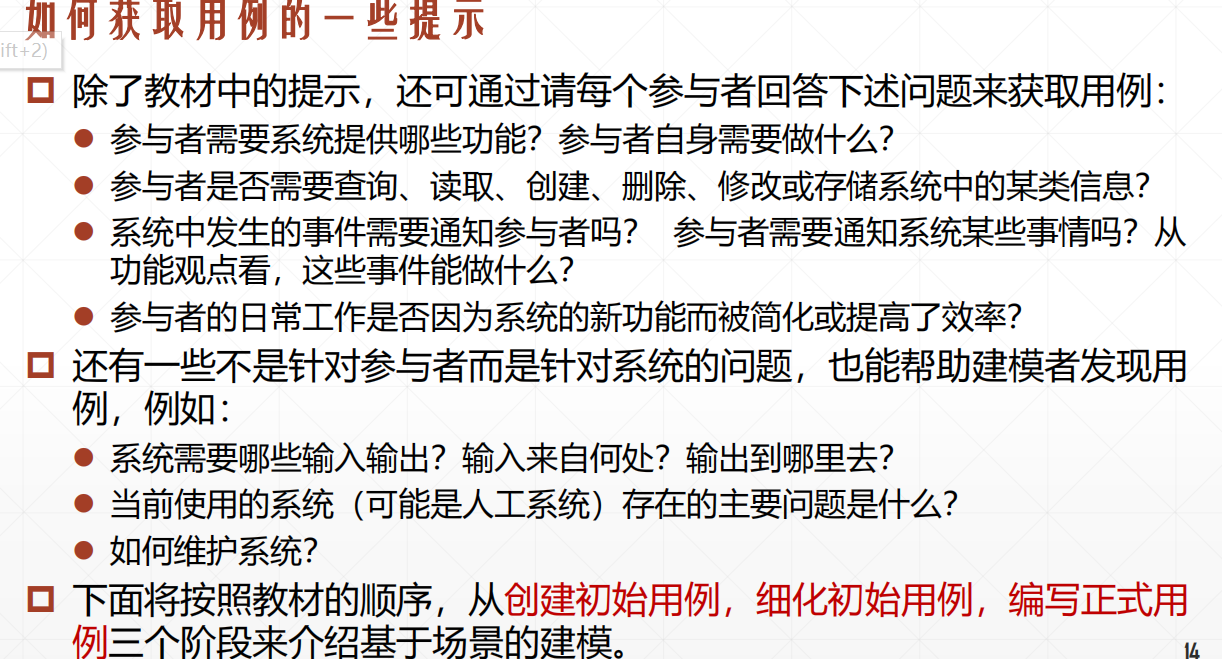 如何获取用例的一些提示
ift+2)
除了教材中的提示，还可通过请每个参与者回答下述问题来获取用例：
参与者需要系统提供哪些功能？参与者自身需要做什么？
参与者是否需要查询、读取、创建、删除、修改或存储系统中的某类信息？
系统中发生的事件需要通知参与者吗？ 参与者需要通知系统某些事情吗？从
功能观点看，这些事件能做什么？
参与者的日常工作是否因为系统的新功能而被简化或提高了效率？
还有一些不是针对参与者而是针对系统的问题，也能帮助建模者发现用
例，例如：
系统需要哪些输入输出？输入来自何处？输出到哪里去？
当前使用的系统（可能是人工系统）存在的主要问题是什么？
如何维护系统？
下面将按照教材的顺序，从创建初始用例，细化初始用例，编写正式用
例三个阶段来介绍基于场景的建模。
14